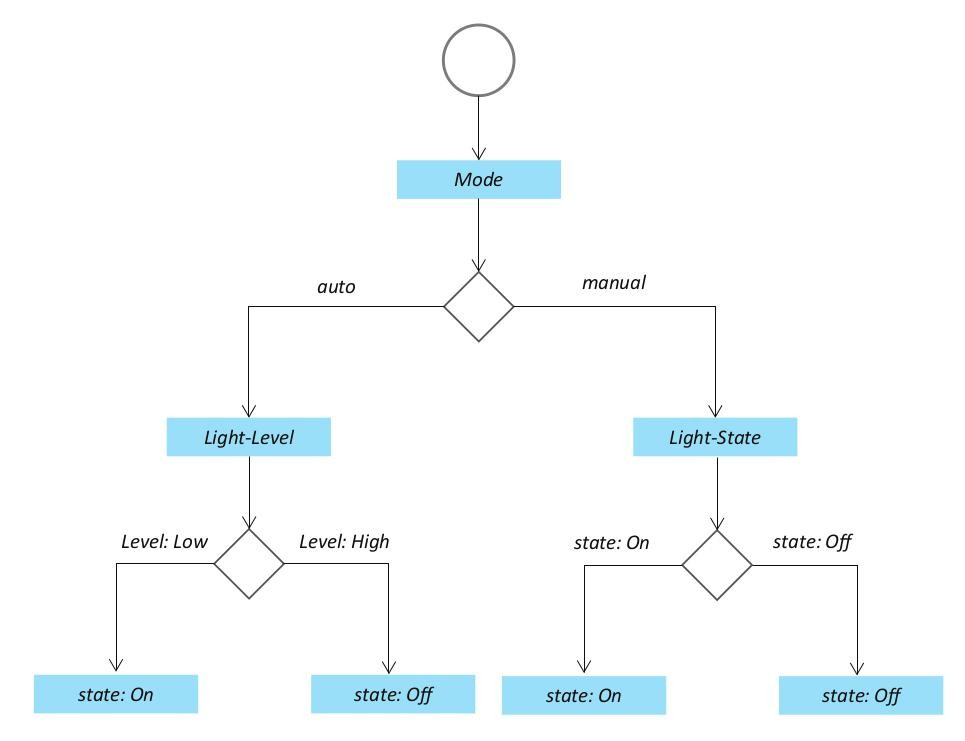 Mode
auto
manual
Light-Level
Light-State
Level: Low
Level: High
state: On
state: Off
state: On
state: Off
state: On
state: Off